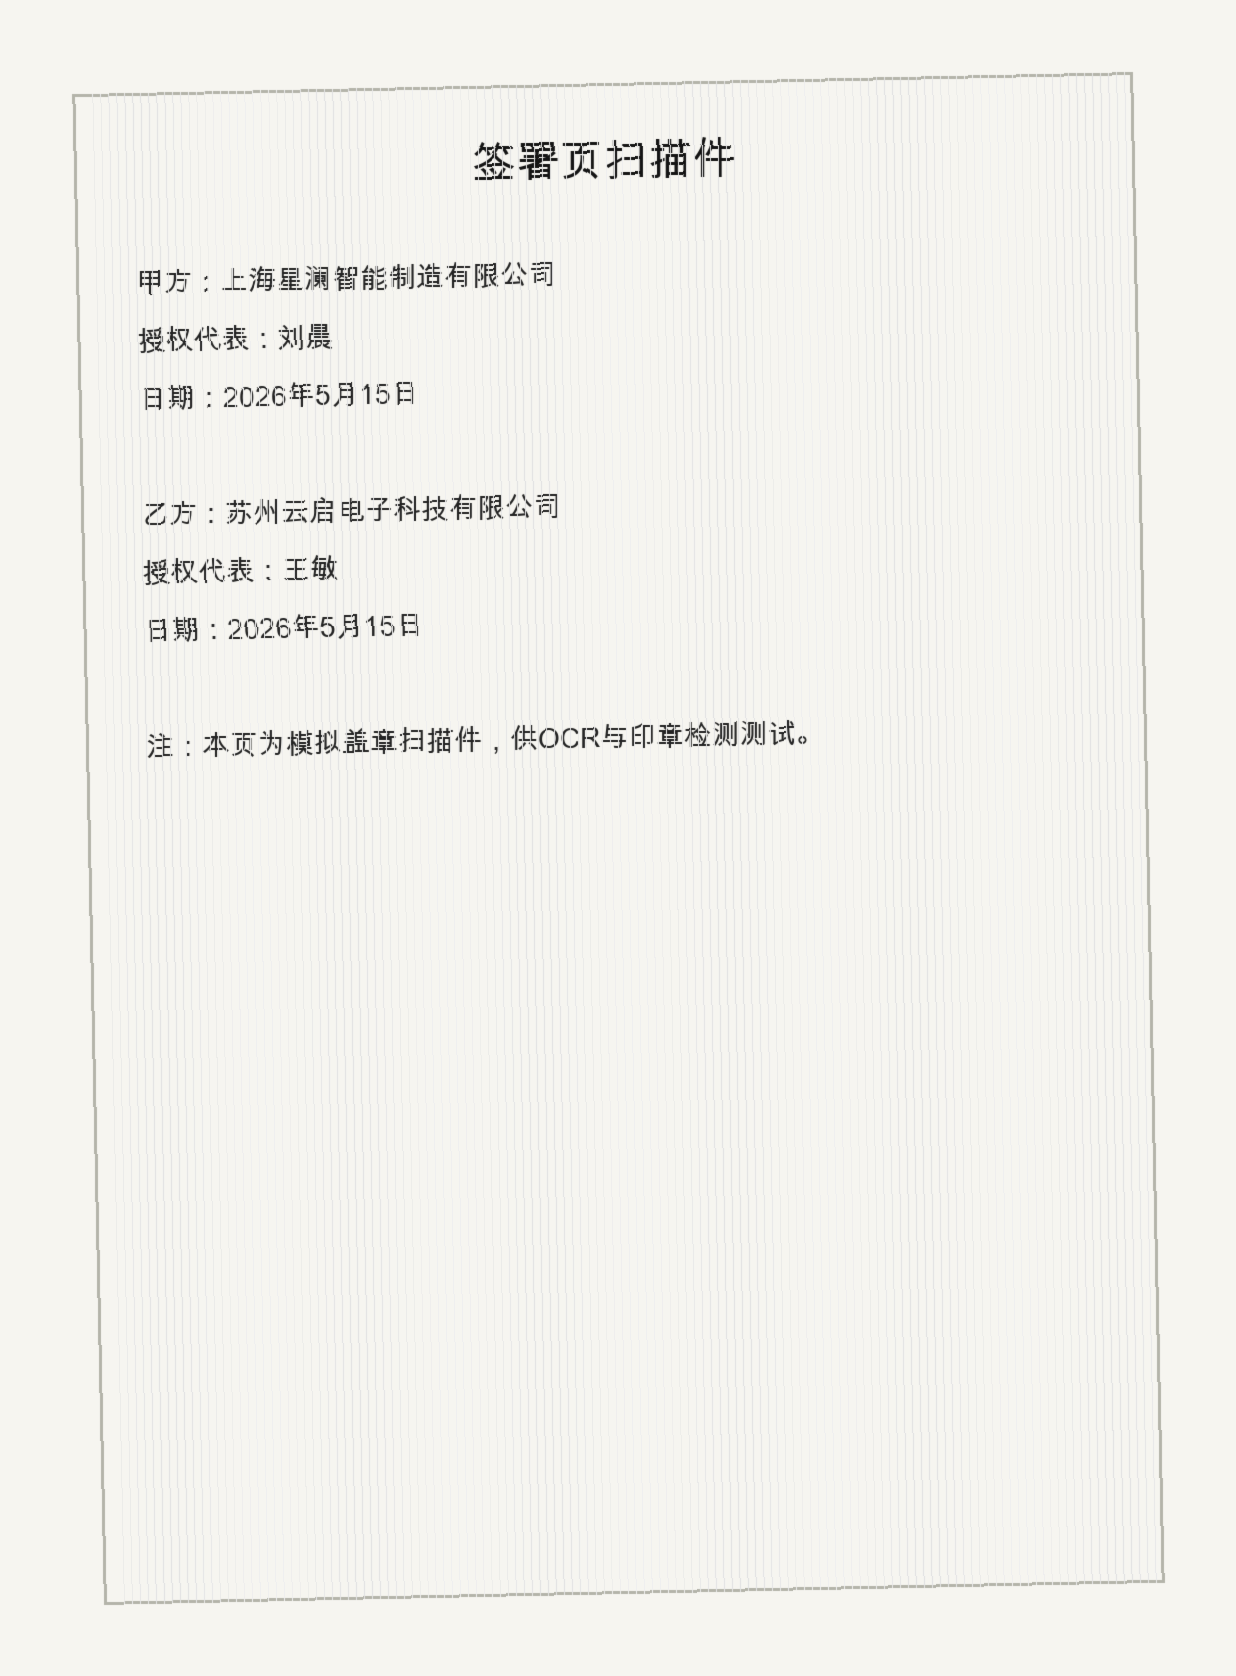 签署页扫描件
甲方：上海星澜智能制造有限公司
授权代表：刘晨
日期：2026年5月15日
乙方：苏州云启电子科技有限公司
授权代表：王敏
日期：2026年5月15日
注：本页为模拟盖章扫描件，供OCR与印章检测测试。